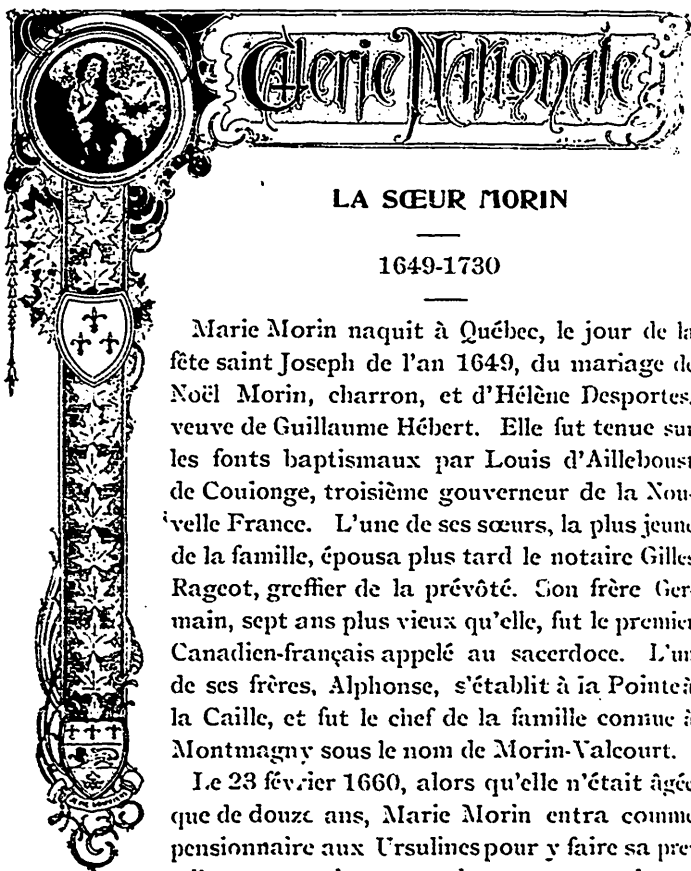 Galerie Nationale
LA SŒUR MORIN
1649-1730
Marie Morin naquit à Québec, le jour de la
fête saint Joseph de l'an 1649, du mariage de
Noël Morin, charron, et d'Hélène Desportes,
veuve de Guillaume Hébert. Elle fut tenue sur
les fonts baptismaux par Louis d'Ailleboust
de Couionge, troisième gouverneur de la Nou-
velle France. L'une de ses sœurs, la plus jeune
de la famille, épousa plus tard le notaire Gilles
Rageot, greffier de la prévôté. Son frère Ger-
main, sept ans plus vieux qu'elle, fut le premier
Canadien-français appelé au sacerdoce. L'un
de ses frères, Alphonse, s'établit à la Pointe à
la Caille, et fut le chef de la famille connue à
Montmagny sous le nom de Morin-Valcourt.
Le 23 février 1660, alors qu'elle n'était âgée
que de douze ans, Marie Morin entra comme
pensionnaire aux Ursulines pour y faire sa pre-